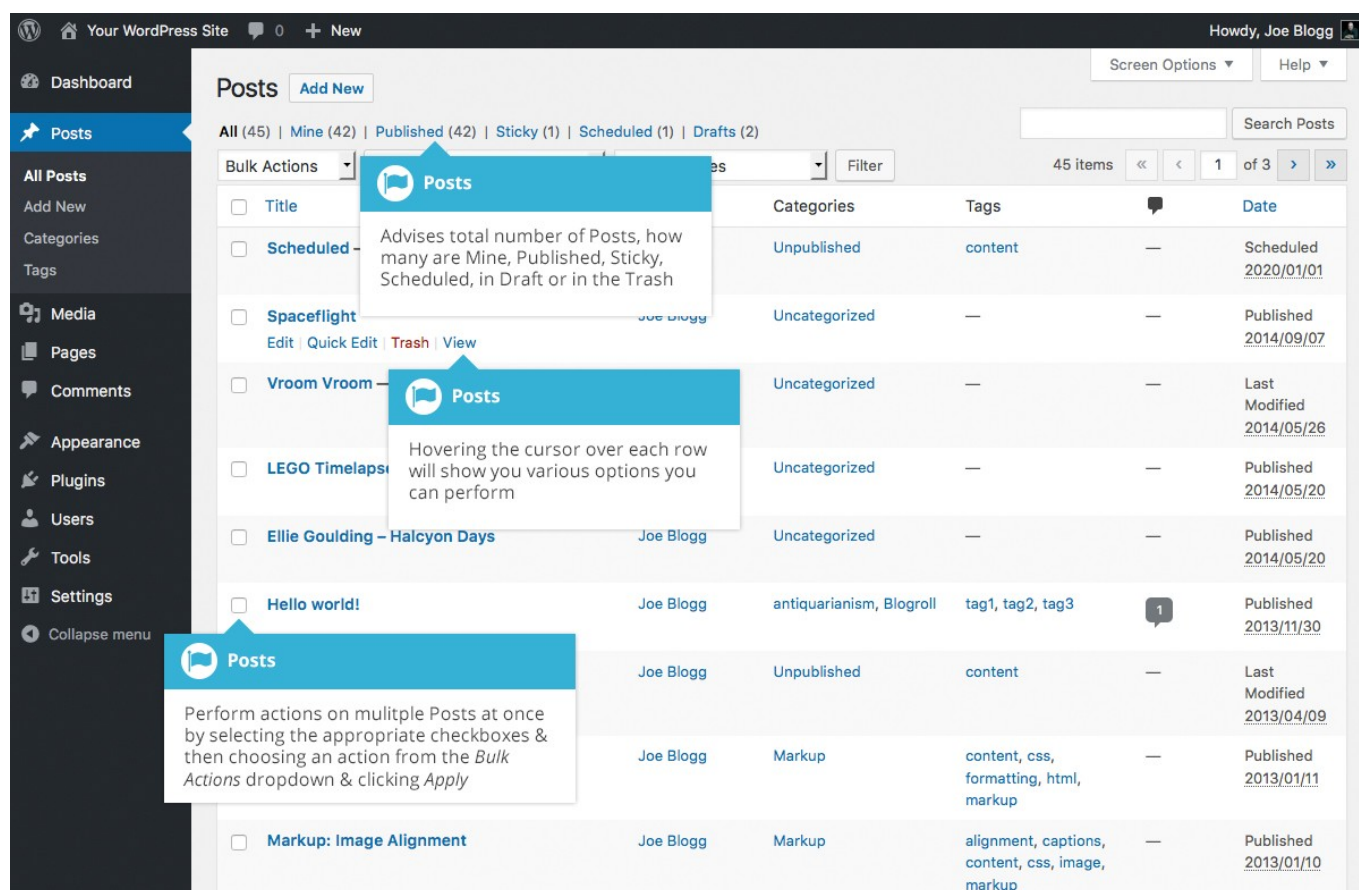 Your WordPress Site 0 + New Howdy, Joe Blogg
Screen Options Help
Dashboard
Posts
All Posts
Add New
Categories
Tags
Media
Pages
Comments
Appearance
Plugins
Users
Tools
Settings
Collapse menu
Posts Add New
All (45) | Mine (42) | Published (42) | Sticky (1) | Scheduled (1) | Drafts (2)
Search Posts
Bulk Actions Filter 45 items « ‹ 1 of 3 › »
Posts
Advises total number of Posts, how
many are Mine, Published, Sticky,
Scheduled, in Draft or in the Trash
Title Categories Tags Date
Scheduled – Unpublished content — Scheduled
2020/01/01
Spaceflight Joe Blogg Uncategorized — — Published
Edit | Quick Edit | Trash | View 2014/09/07
Posts
Hovering the cursor over each row
will show you various options you
can perform
Vroom Vroom — Uncategorized — — Last
Modified
2014/05/26
LEGO Timelapse Uncategorized — — Published
2014/05/20
Ellie Goulding – Halcyon Days Joe Blogg Uncategorized — — Published
2014/05/20
Hello world! Joe Blogg antiquarianism, Blogroll tag1, tag2, tag3 1 Published
2013/11/30
Posts
Perform actions on mulitple Posts at once
by selecting the appropriate checkboxes &
then choosing an action from the Bulk
Actions dropdown & clicking Apply
Joe Blogg Unpublished content — Last
Modified
2013/04/09
Joe Blogg Markup content, css, — Published
formatting, html, 2013/01/11
markup
Markup: Image Alignment Joe Blogg Markup alignment, captions, — Published
content, css, image, 2013/01/10
markup